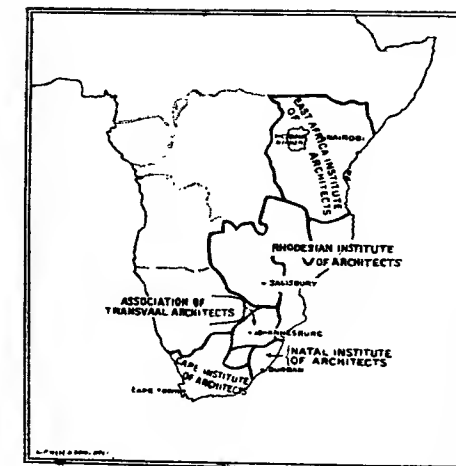 EAST AFRICA INSTITUTE
OF ARCHITECTS
NAIROBI
RHODESIAN INSTITUTE
OF ARCHITECTS
SALISBURY
ASSOCIATION OF
TRANSVAAL ARCHITECTS
JOHANNESBURG
NATAL INSTITUTE
OF ARCHITECTS
DURBAN
CAPE INSTITUTE
OF ARCHITECTS
CAPE TOWN